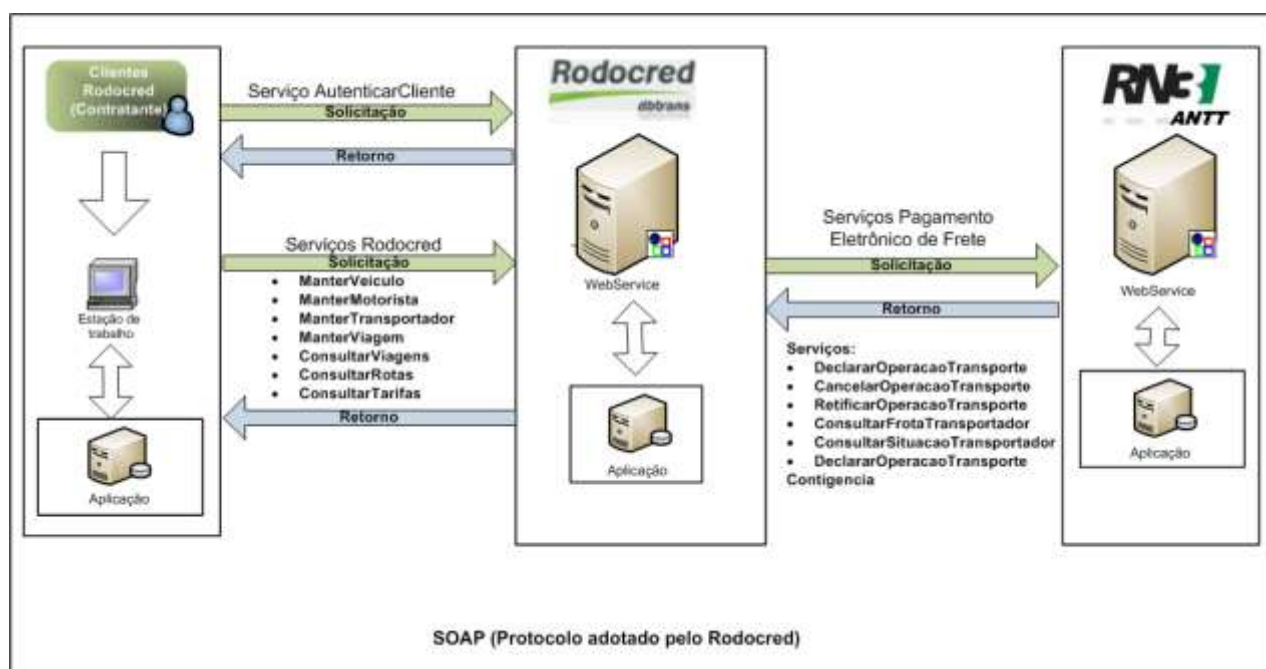 Clientes
Rodocred
(Contratante)
Estação de
trabalho
Aplicação
Serviço AutenticarCliente
Solicitação
Retorno
Serviços Rodocred
Solicitação
• ManterVeiculo
• ManterMotorista
• ManterTransportador
• ManterViagem
• ConsultarViagens
• ConsultarRotas
• ConsultarTarifas
Retorno
Rodocred
dbtrans
WebService
Aplicação
Serviços Pagamento
Eletrônico de Frete
Solicitação
Retorno
Serviços:
• DeclararOperacaoTransporte
• CancelarOperacaoTransporte
• RetificarOperacaoTransporte
• ConsultarFrotaTransportador
• ConsultarSituacaoTransportador
• DeclararOperacaoTransporte
Contigencia
ANTT
WebService
Aplicação
SOAP (Protocolo adotado pelo Rodocred)